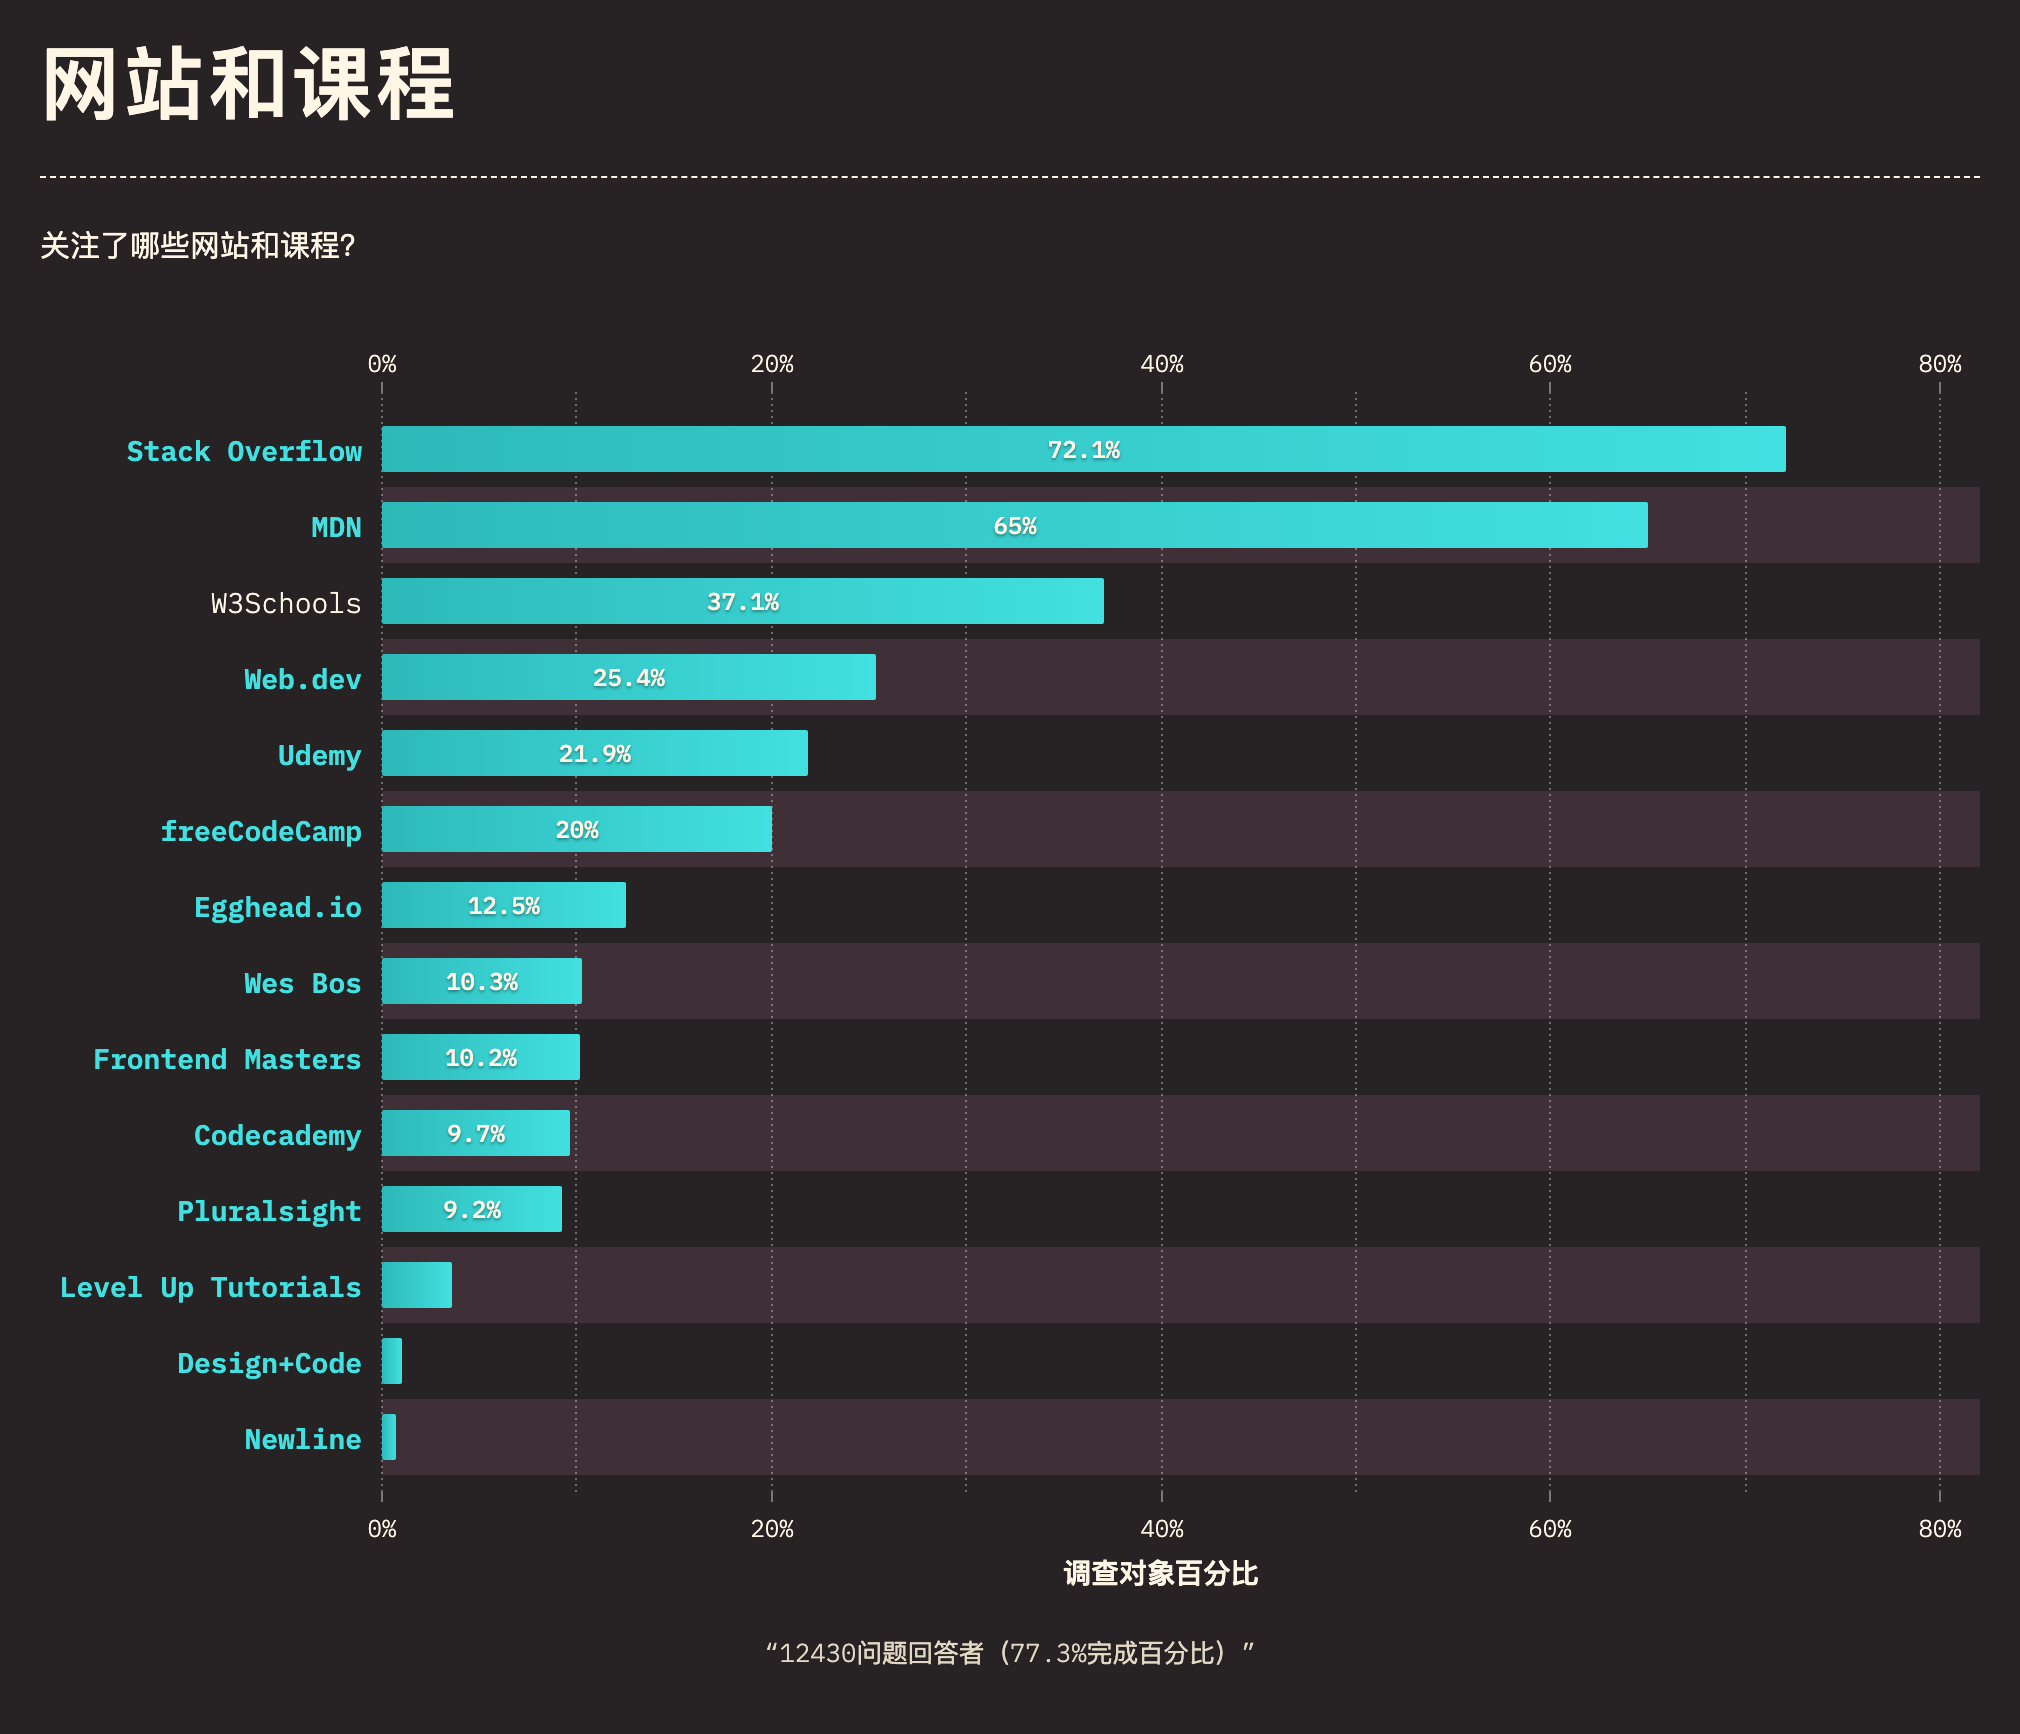 网站和课程
关注了哪些网站和课程?
0% 20% 40% 60% 80%
Stack Overflow 72.1%
MDN 65%
W3Schools 37.1%
Web.dev 25.4%
Udemy 21.9%
freeCodeCamp 20%
Egghead.io 12.5%
Wes Bos 10.3%
Frontend Masters 10.2%
Codecademy 9.7%
Pluralsight 9.2%
Level Up Tutorials
Design+Code
Newline
0% 20% 40% 60% 80%
调查对象百分比
“12430问题回答者（77.3%完成百分比）”